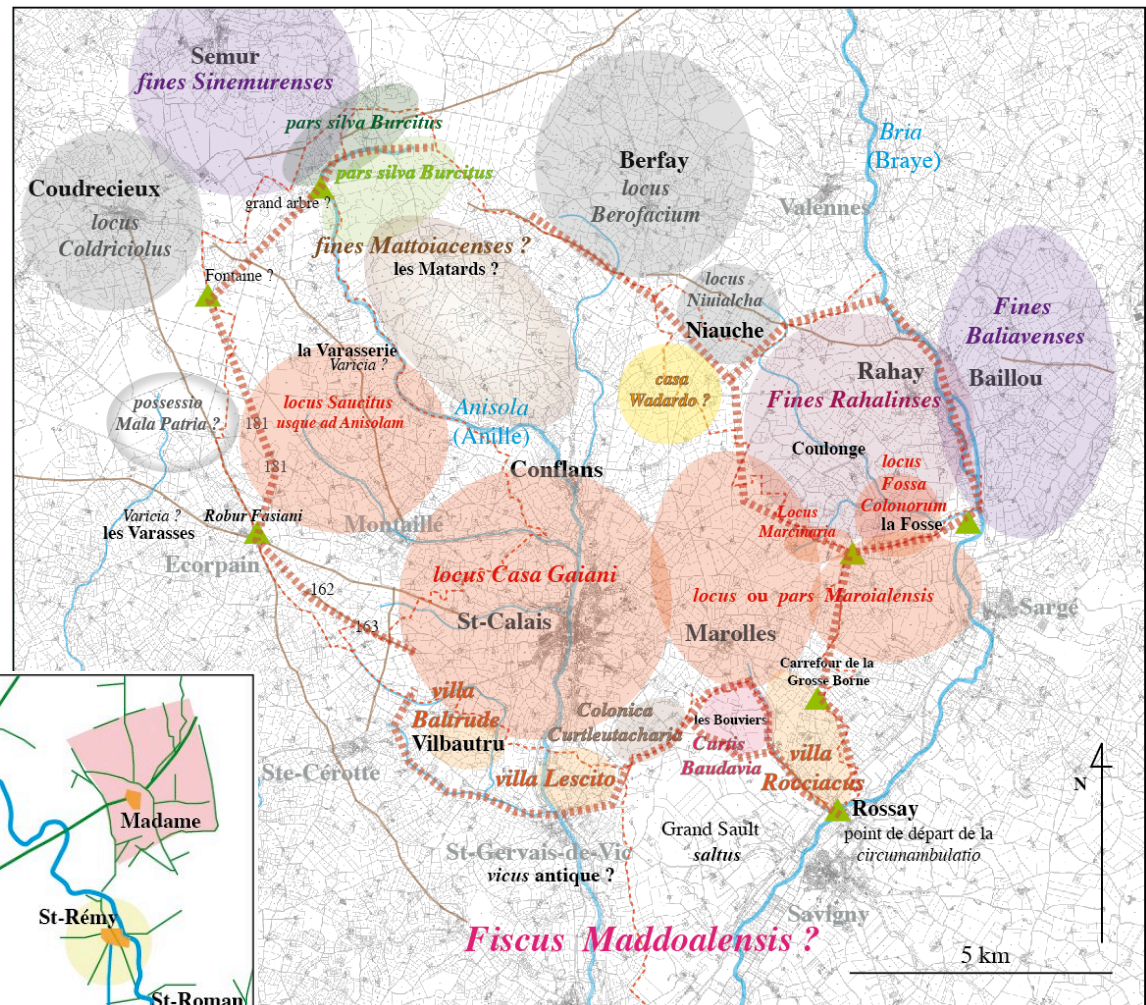 Semur
fines Sinemurenses
pars silva Burcitus
pars silva Burcitus
Coudrecieux
locus
Coldriciolus
grand arbre ?
Fontaine ?
fines Mattoiacenses ?
les Matards ?
Berfay
locus
Berofacium
Bria
(Braye)
Valennes
locus
Niuialcha
Niauche
Fines
Baliavenses
Baillou
la Varasserie
Varicia ?
locus Saucitus
usque ad Anisolam
possessio
Mala Patria ?
181
181
casa
Wadardo ?
Rahay
Fines Rahalinses
Anisola
(Anille)
Conflans
Coulonge
locus
Fossa
Colonorum
la Fosse
Locus
Marcinaria
Varicia ?
les Varasses
Robur Fasiani
Montaillé
Ecorpain
162
163
locus Casa Gaiani
St-Calais
locus ou pars Maroialensis
Marolles
Sargé
Carrefour de la
Grosse Borne
villa
Baltrude
Vilbautru
Colonica
Curtleutacharia
les Bouviers
Curtis
Baudavia
villa
Rocciacus
Ste-Cérotte
villa Lescito
Rossay
point de départ de la
circumambulatio
Grand Sault
saltus
St-Gervais-de-Vic
vicus antique ?
Savigny
Fiscus Maddoalensis ?
N
5 km
Madame
St-Rémy
St-Roman